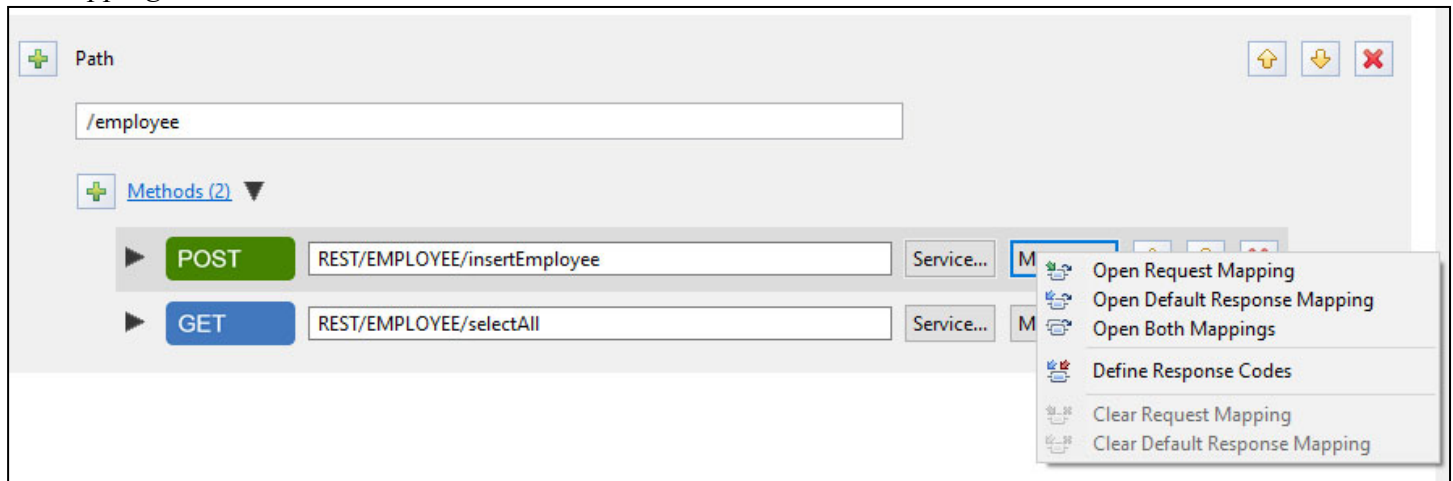 Path
/employee
Methods (2)
POST REST/EMPLOYEE/insertEmployee Service... M
Open Request Mapping
Open Default Response Mapping
GET REST/EMPLOYEE/selectAll Service... M
Open Both Mappings
Define Response Codes
Clear Request Mapping
Clear Default Response Mapping